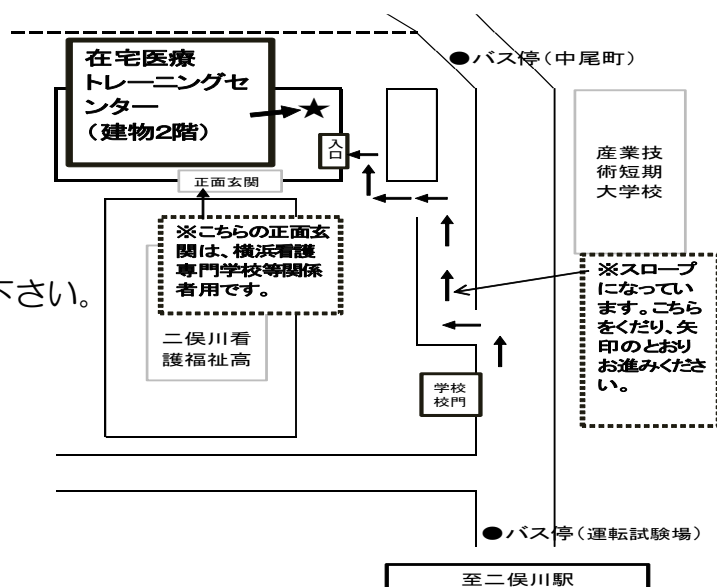 在宅医療
トレーニングセ
ンター
（建物2階）
★
●バス停（中尾町）
入口
正面玄関
産業技
術短期
大学校
※こちらの正面玄
関は、横浜看護
専門学校等関係
者用です。
※スロープ
になってい
ます。こちら
をくだり、矢
印のとおり
お進みくださ
い。
下さい。
二俣川看
護福祉高
学校
校門
●バス停（運転試験場）
至二俣川駅